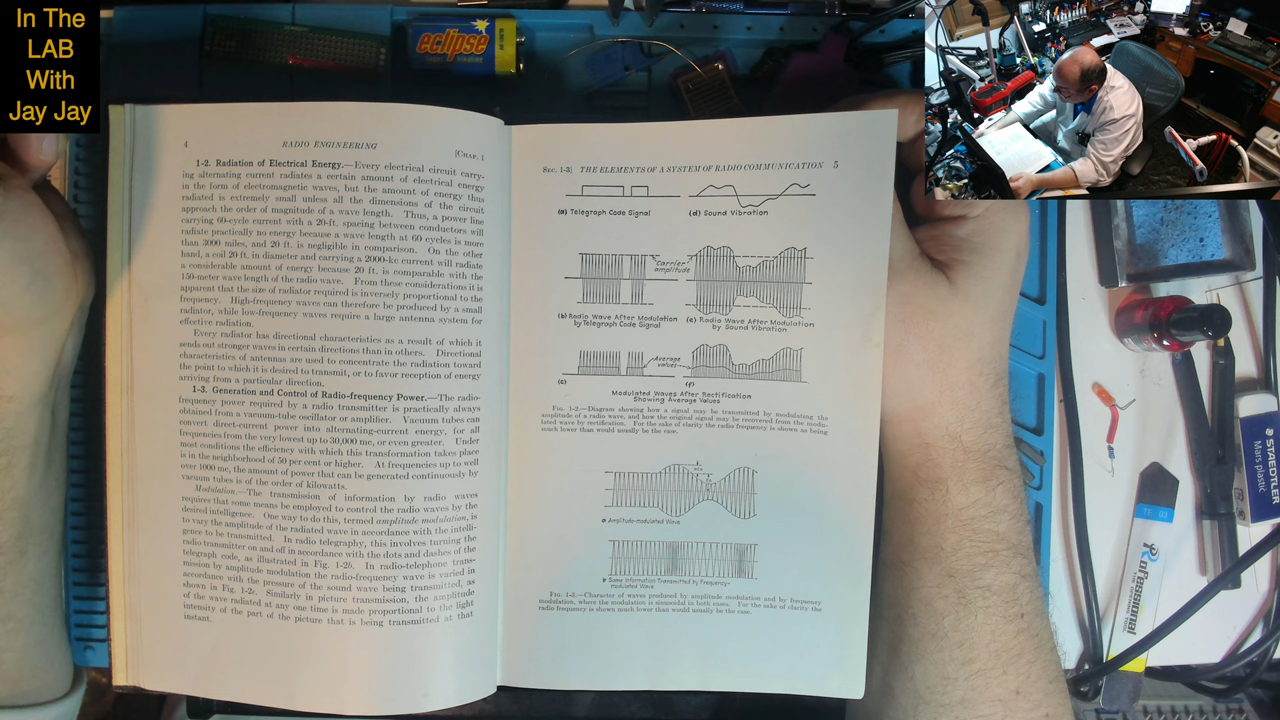 In The
LAB
With
Jay Jay
eclipse
4
RADIO ENGINEERING
[CHAP. 1
1-2. Radiation of Electrical Energy.—Every electrical circuit carry-
ing alternating current radiates a certain amount of electrical energy
in the form of electromagnetic waves, but the amount of energy thus
radiated is extremely small unless all the dimensions of the circuit
approach the order of magnitude of a wave length. Thus, a power line
carrying 60-cycle current with a 20-ft. spacing between conductors will
radiate practically no energy because a wave length at 60 cycles is more
than 3000 miles, and 20 ft. is negligible in comparison. On the other
hand, a coil 20 ft. in diameter and carrying a 2000-kc current will radiate
a considerable amount of energy because 20 ft. is comparable with the
150-meter wave length of the radio wave. From these considerations it is
apparent that the size of radiator required is inversely proportional to the
frequency. High-frequency waves can therefore be produced by a small
radiator, while low-frequency waves require a large antenna system for
effective radiation.
Every radiator has directional characteristics as a result of which it
sends out stronger waves in certain directions than in others. Directional
characteristics of antennas are used to concentrate the radiation toward
the point to which it is desired to transmit, or to favor reception of energy
arriving from a particular direction.
1-3. Generation and Control of Radio-frequency Power.—The radio-
frequency power required by a radio transmitter is practically always
obtained from a vacuum-tube oscillator or amplifier. Vacuum tubes can
convert direct-current power into alternating-current energy, for all
frequencies from the very lowest up to 30,000 mc, or even greater. Under
most conditions the efficiency with which this transformation takes place
is in the neighborhood of 50 per cent or higher. At frequencies up to well
over 1000 mc, the amount of power that can be generated continuously by
vacuum tubes is of the order of kilowatts.
Modulation.—The transmission of information by radio waves
requires that some means be employed to control the radio waves by the
desired intelligence. One way to do this, termed amplitude modulation, is
to vary the amplitude of the radiated wave in accordance with the intelli-
gence to be transmitted. In radio telegraphy, this involves turning the
radio transmitter on and off in accordance with the dots and dashes of the
telegraph code, as illustrated in Fig. 1-2b. In radio-telephone trans-
mission by amplitude modulation the radio-frequency wave is varied in
accordance with the pressure of the sound wave being transmitted, as
shown in Fig. 1-2e. Similarly in picture transmission, the amplitude
of the wave radiated at any one time is made proportional to the light
intensity of the part of the picture that is being transmitted at that
instant.
SEC. 1-3] THE ELEMENTS OF A SYSTEM OF RADIO COMMUNICATION 5
(a) Telegraph Code Signal
(d) Sound Vibration
Carrier
amplitude
(b) Radio Wave After Modulation
by Telegraph Code Signal
(e) Radio Wave After Modulation
by Sound Vibration
Average
values
(c)
(f)
Modulated Waves After Rectification
Showing Average Values
FIG. 1-2.—Diagram showing how a signal may be transmitted by modulating the
amplitude of a radio wave, and how the original signal may be recovered from the modu-
lated wave by rectification. For the sake of clarity the radio frequency is shown as being
much lower than would usually be the case.
a Amplitude-modulated Wave
b Same Information Transmitted by Frequency-
modulated Wave
FIG. 1-3.—Character of waves produced by amplitude modulation and by frequency
modulation, where the modulation is sinusoidal in both cases. For the sake of clarity the
radio frequency is shown much lower than would usually be the case.
STAEDTLER
Mars plastic
TE - 03
Professional